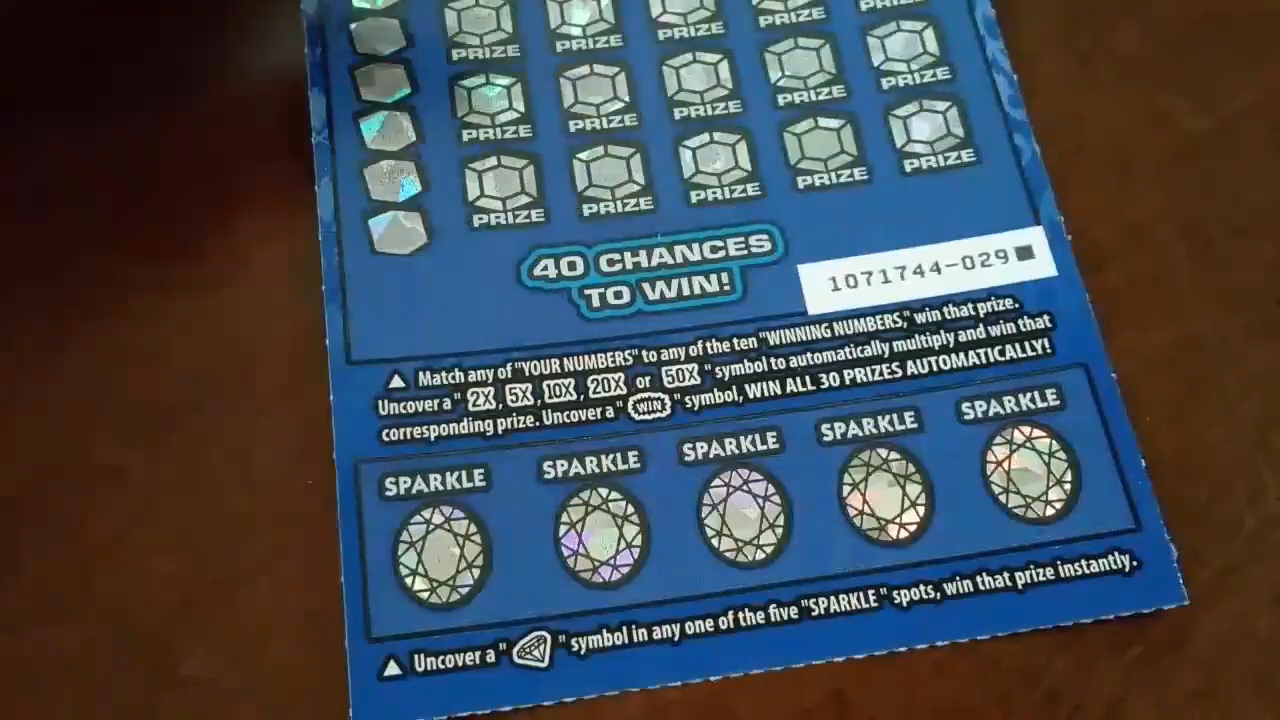 PRIZE PRIZE PRIZE PRIZE PRIZE
PRIZE PRIZE PRIZE PRIZE PRIZE
PRIZE PRIZE PRIZE PRIZE PRIZE
40 CHANCES
TO WIN!
1071744-029
Match any of "YOUR NUMBERS" to any of the ten "WINNING NUMBERS," win that prize.
Uncover a "2X, 5X, 10X, 20X or 50X" symbol to automatically multiply and win that
corresponding prize. Uncover a "WIN" symbol, WIN ALL 30 PRIZES AUTOMATICALLY!
SPARKLE SPARKLE SPARKLE SPARKLE SPARKLE
Uncover a " " symbol in any one of the five "SPARKLE" spots, win that prize instantly.